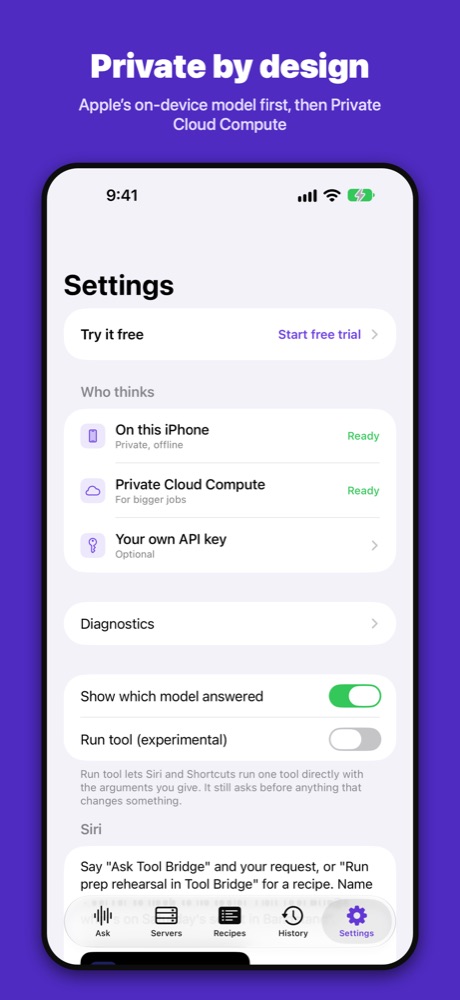 Private by design
Apple's on-device model first, then Private
Cloud Compute
9:41
Settings
Try it free
Start free trial
Who thinks
On this iPhone
Private, offline
Ready
Private Cloud Compute
For bigger jobs
Ready
Your own API key
Optional
Diagnostics
Show which model answered
Run tool (experimental)
Run tool lets Siri and Shortcuts run one tool directly with
the arguments you give. It still asks before anything that
changes something.
Siri
Say "Ask Tool Bridge" and your request, or "Run
prep rehearsal in Tool Bridge" for a recipe. Name
Ask
Servers
Recipes
History
Settings